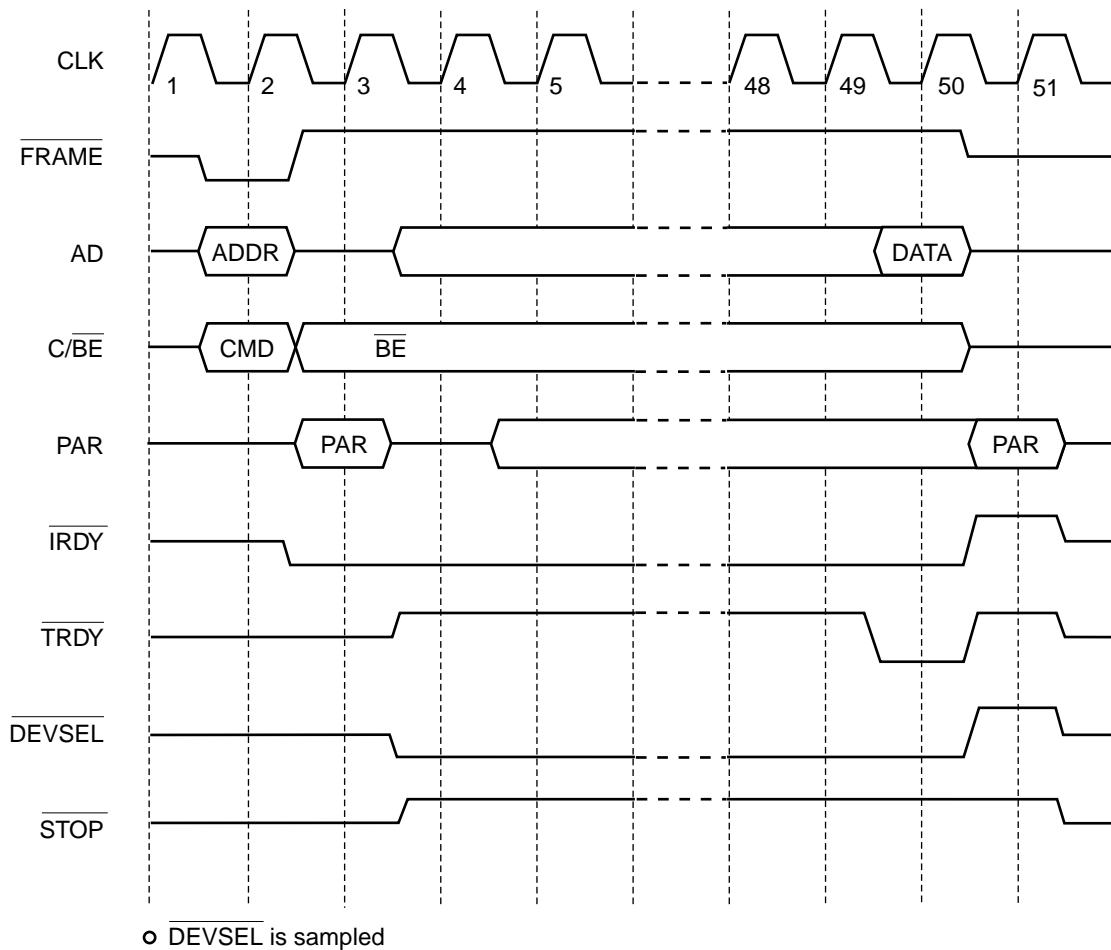 CLK
1 2 3 4 5 48 49 50 51
FRAME
AD ADDR DATA
C/BE CMD BE
PAR PAR PAR
IRDY
TRDY
DEVSEL
STOP
DEVSEL is sampled